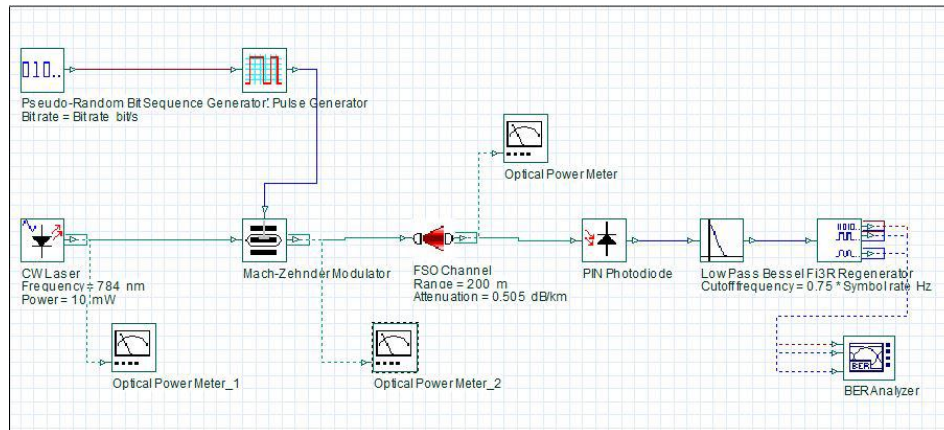 010..
Pseudo-Random Bit Sequence Generator: Pulse Generator
Bitrate = Bitrate bit/s
Optical Power Meter
CW Laser
Frequency = 784 nm
Power = 10 mW
Mach-Zehnder Modulator
FSO Channel
Range = 200 m
Attenuation = 0.505 dB/km
PIN Photodiode
Low Pass Bessel Fi3R Regenerator
Cutoff frequency = 0.75 * Symbol rate Hz
Optical Power Meter_1
Optical Power Meter_2
BER
BER Analyzer